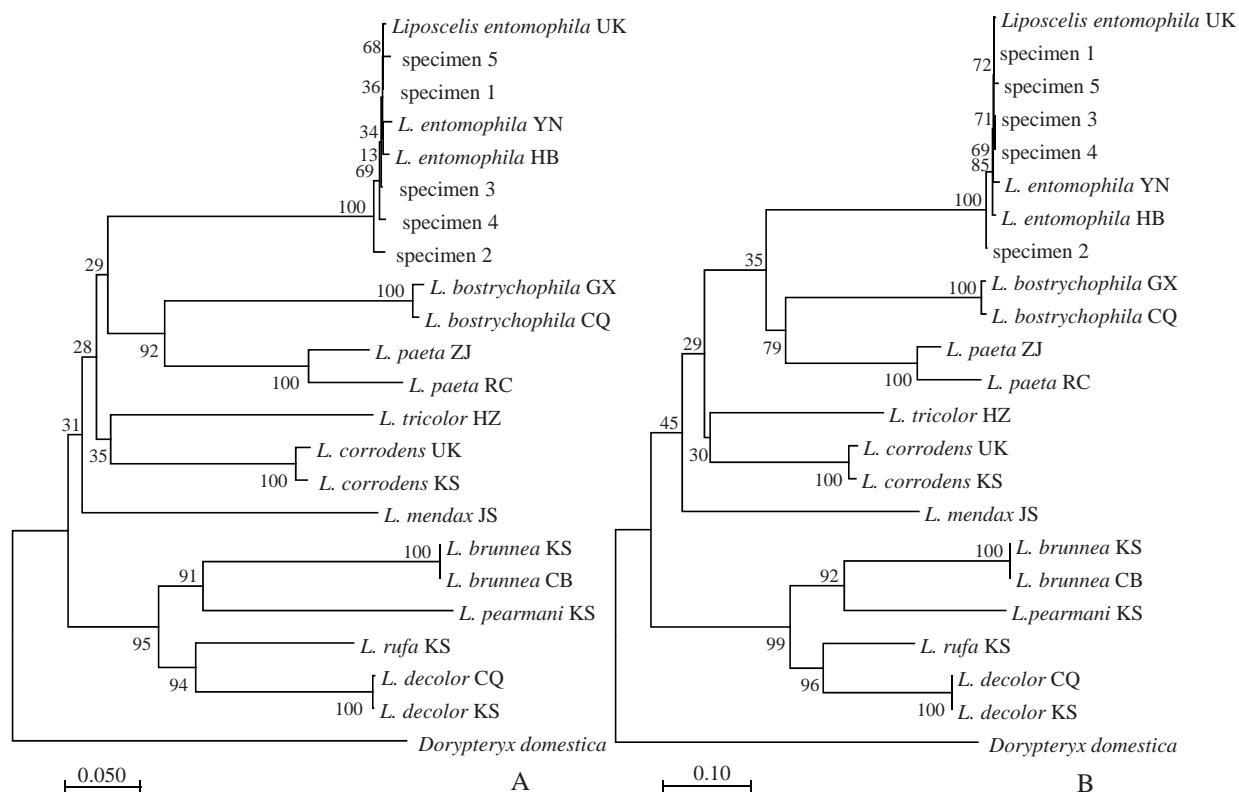 Liposcelis entomophila UK
68
specimen 5
36
specimen 1
34
L. entomophila YN
13
L. entomophila HB
69
specimen 3
100
specimen 4
specimen 2
29
100
L. bostrychophila GX
L. bostrychophila CQ
28
92
L. paeta ZJ
100
L. paeta RC
31
L. tricolor HZ
35
L. corrodens UK
100
L. corrodens KS
L. mendax JS
100
L. brunnea KS
91
L. brunnea CB
L. pearmani KS
95
L. rufa KS
94
L. decolor CQ
100
L. decolor KS
Dorypteryx domestica
0.050
A
Liposcelis entomophila UK
72
specimen 1
specimen 5
71
specimen 3
69
specimen 4
85
L. entomophila YN
100
L. entomophila HB
specimen 2
35
100
L. bostrychophila GX
L. bostrychophila CQ
29
79
L. paeta ZJ
100
L. paeta RC
45
L. tricolor HZ
30
L. corrodens UK
100
L. corrodens KS
L. mendax JS
100
L. brunnea KS
92
L. brunnea CB
L.pearmani KS
99
L. rufa KS
96
L. decolor CQ
100
L. decolor KS
Dorypteryx domestica
0.10
B